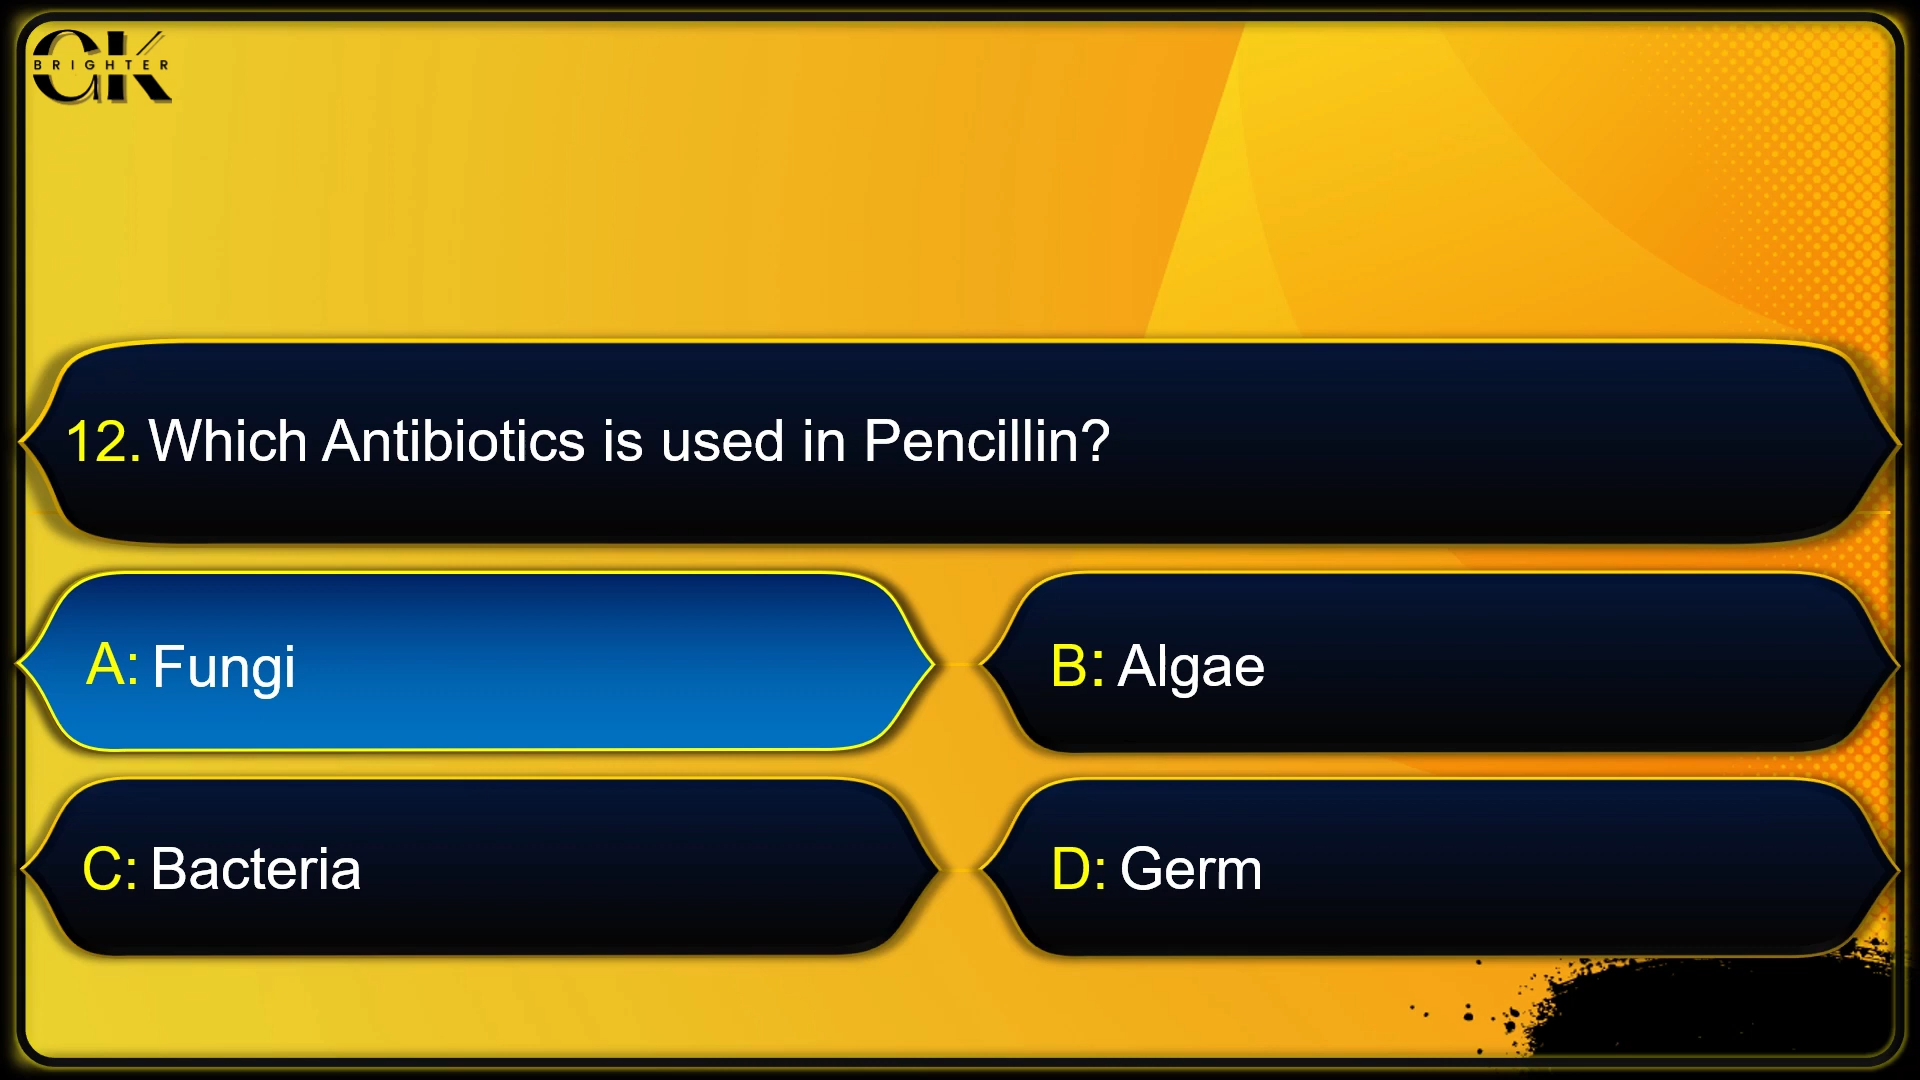 GK
BRIGHTER
12. Which Antibiotics is used in Pencillin?
A: Fungi
B: Algae
C: Bacteria
D: Germ